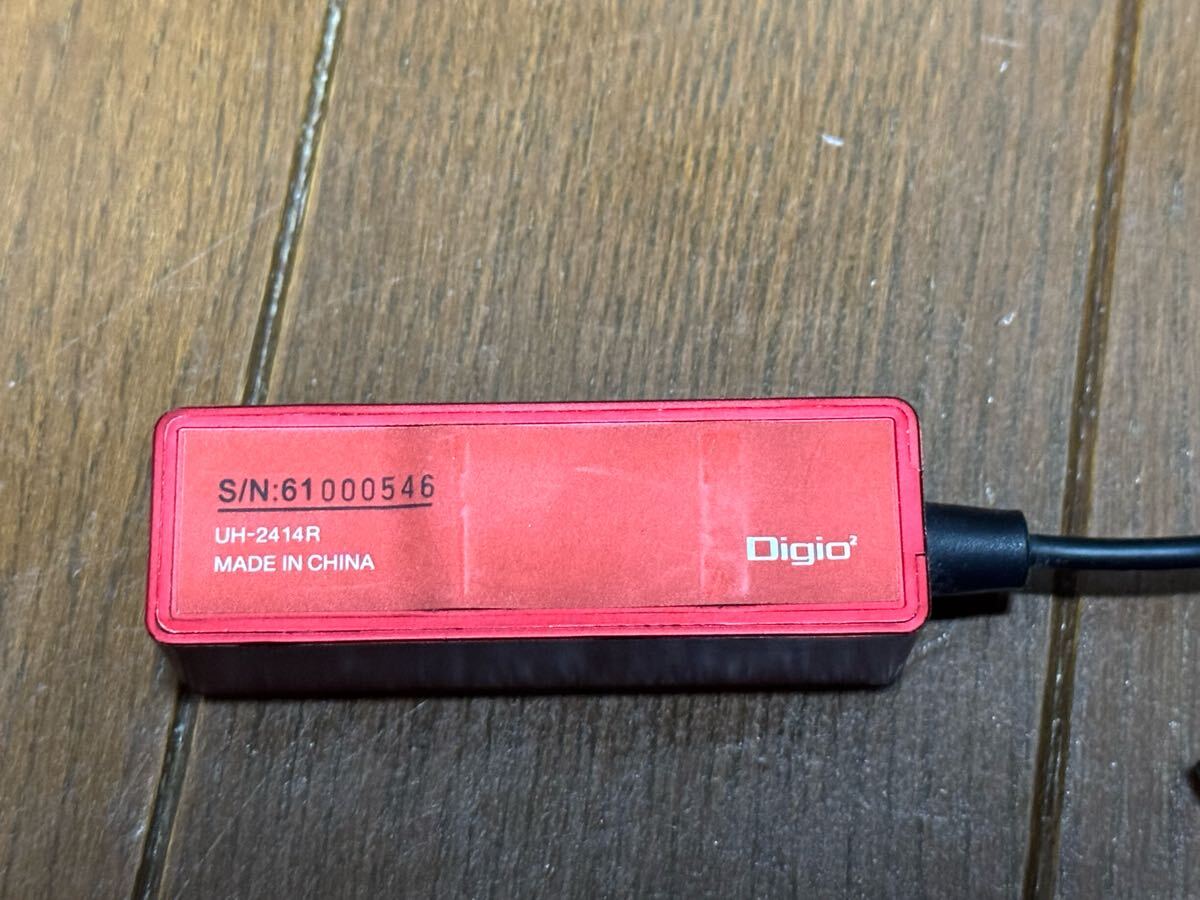 S/N:61000546
UH-2414R
MADE IN CHINA
Digio²